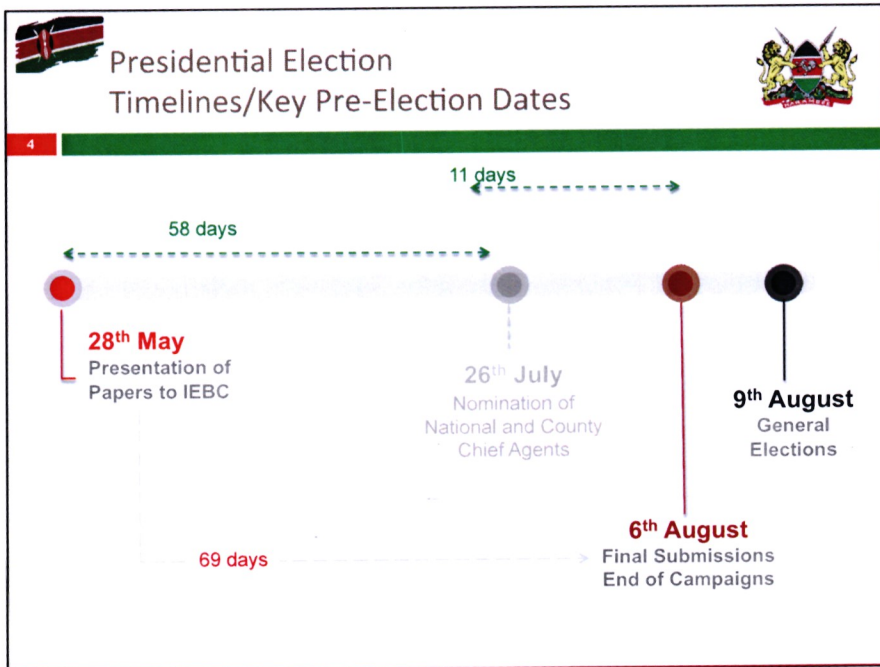 Presidential Election
Timelines/Key Pre-Election Dates
4
11 days
58 days
28th May
Presentation of
Papers to IEBC
26th July
Nomination of
National and County
Chief Agents
9th August
General
Elections
6th August
Final Submissions
End of Campaigns
69 days